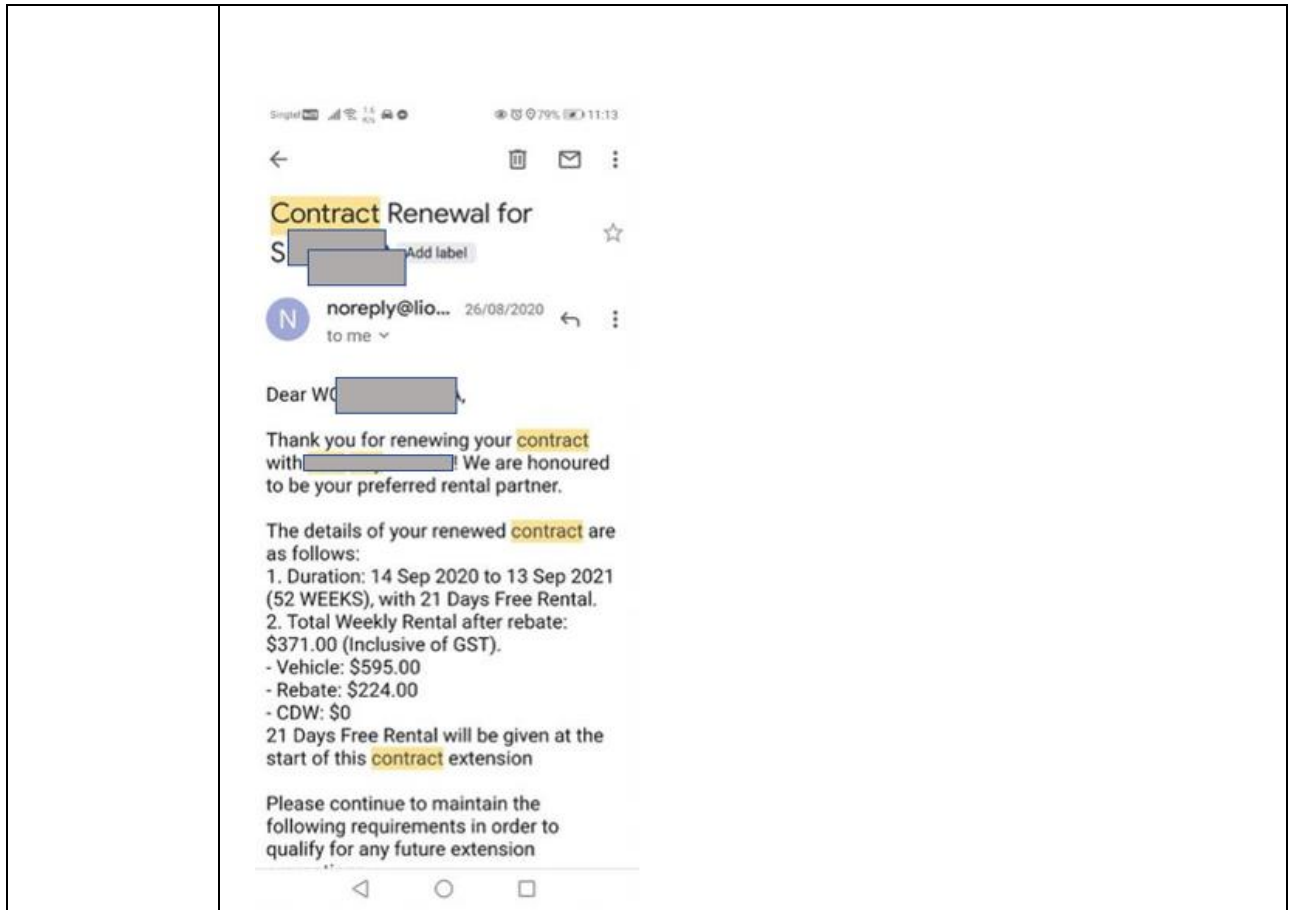 Singtel 79% 11:13
Contract Renewal for
S Add label
N noreply@lio... 26/08/2020
to me
Dear WO ,
Thank you for renewing your contract
with ! We are honoured
to be your preferred rental partner.
The details of your renewed contract are
as follows:
1. Duration: 14 Sep 2020 to 13 Sep 2021
(52 WEEKS), with 21 Days Free Rental.
2. Total Weekly Rental after rebate:
$371.00 (Inclusive of GST).
- Vehicle: $595.00
- Rebate: $224.00
- CDW: $0
21 Days Free Rental will be given at the
start of this contract extension
Please continue to maintain the
following requirements in order to
qualify for any future extension